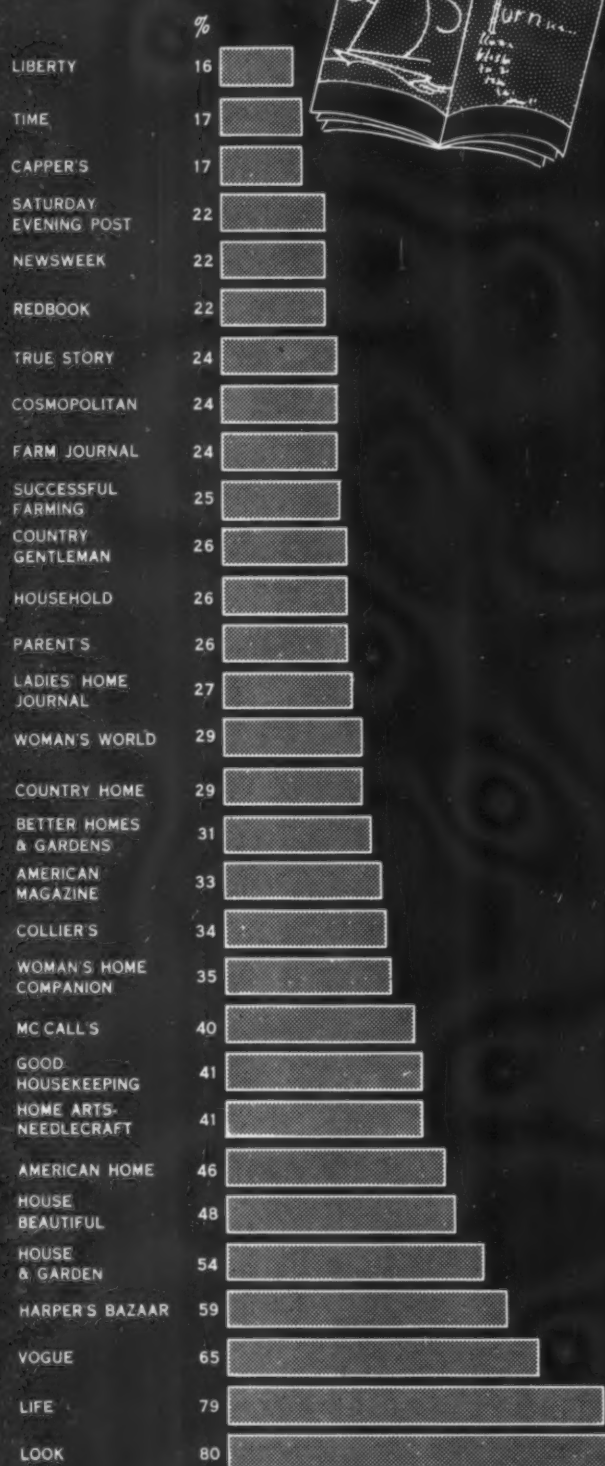 %
LIBERTY 16
TIME 17
CAPPER'S 17
SATURDAY
EVENING POST 22
NEWSWEEK 22
REDBOOK 22
TRUE STORY 24
COSMOPOLITAN 24
FARM JOURNAL 24
SUCCESSFUL
FARMING 25
COUNTRY
GENTLEMAN 26
HOUSEHOLD 26
PARENT'S 26
LADIES' HOME
JOURNAL 27
WOMAN'S WORLD 29
COUNTRY HOME 29
BETTER HOMES
& GARDENS 31
AMERICAN
MAGAZINE 33
COLLIER'S 34
WOMAN'S HOME
COMPANION 35
MC CALL'S 40
GOOD
HOUSEKEEPING 41
HOME ARTS-
NEEDLECRAFT 41
AMERICAN HOME 46
HOUSE
BEAUTIFUL 48
HOUSE
& GARDEN 54
HARPER'S BAZAAR 59
VOGUE 65
LIFE 79
LOOK 80